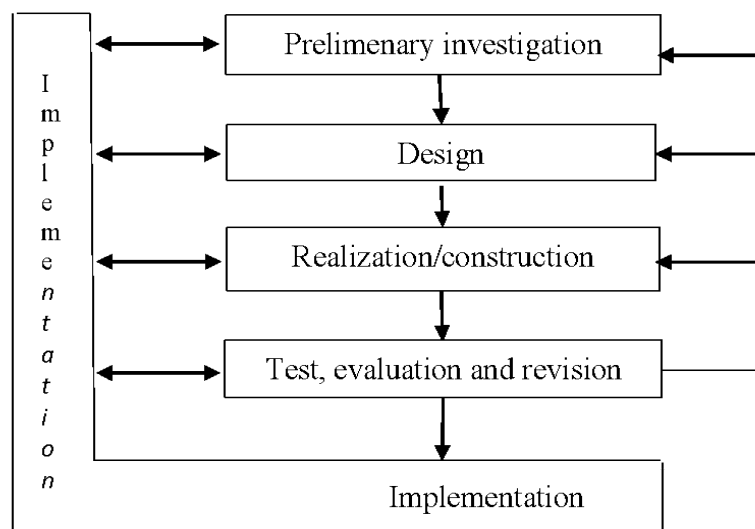 Prelimenary investigation
Design
Realization/construction
Test, evaluation and revision
Implementation
Implementation